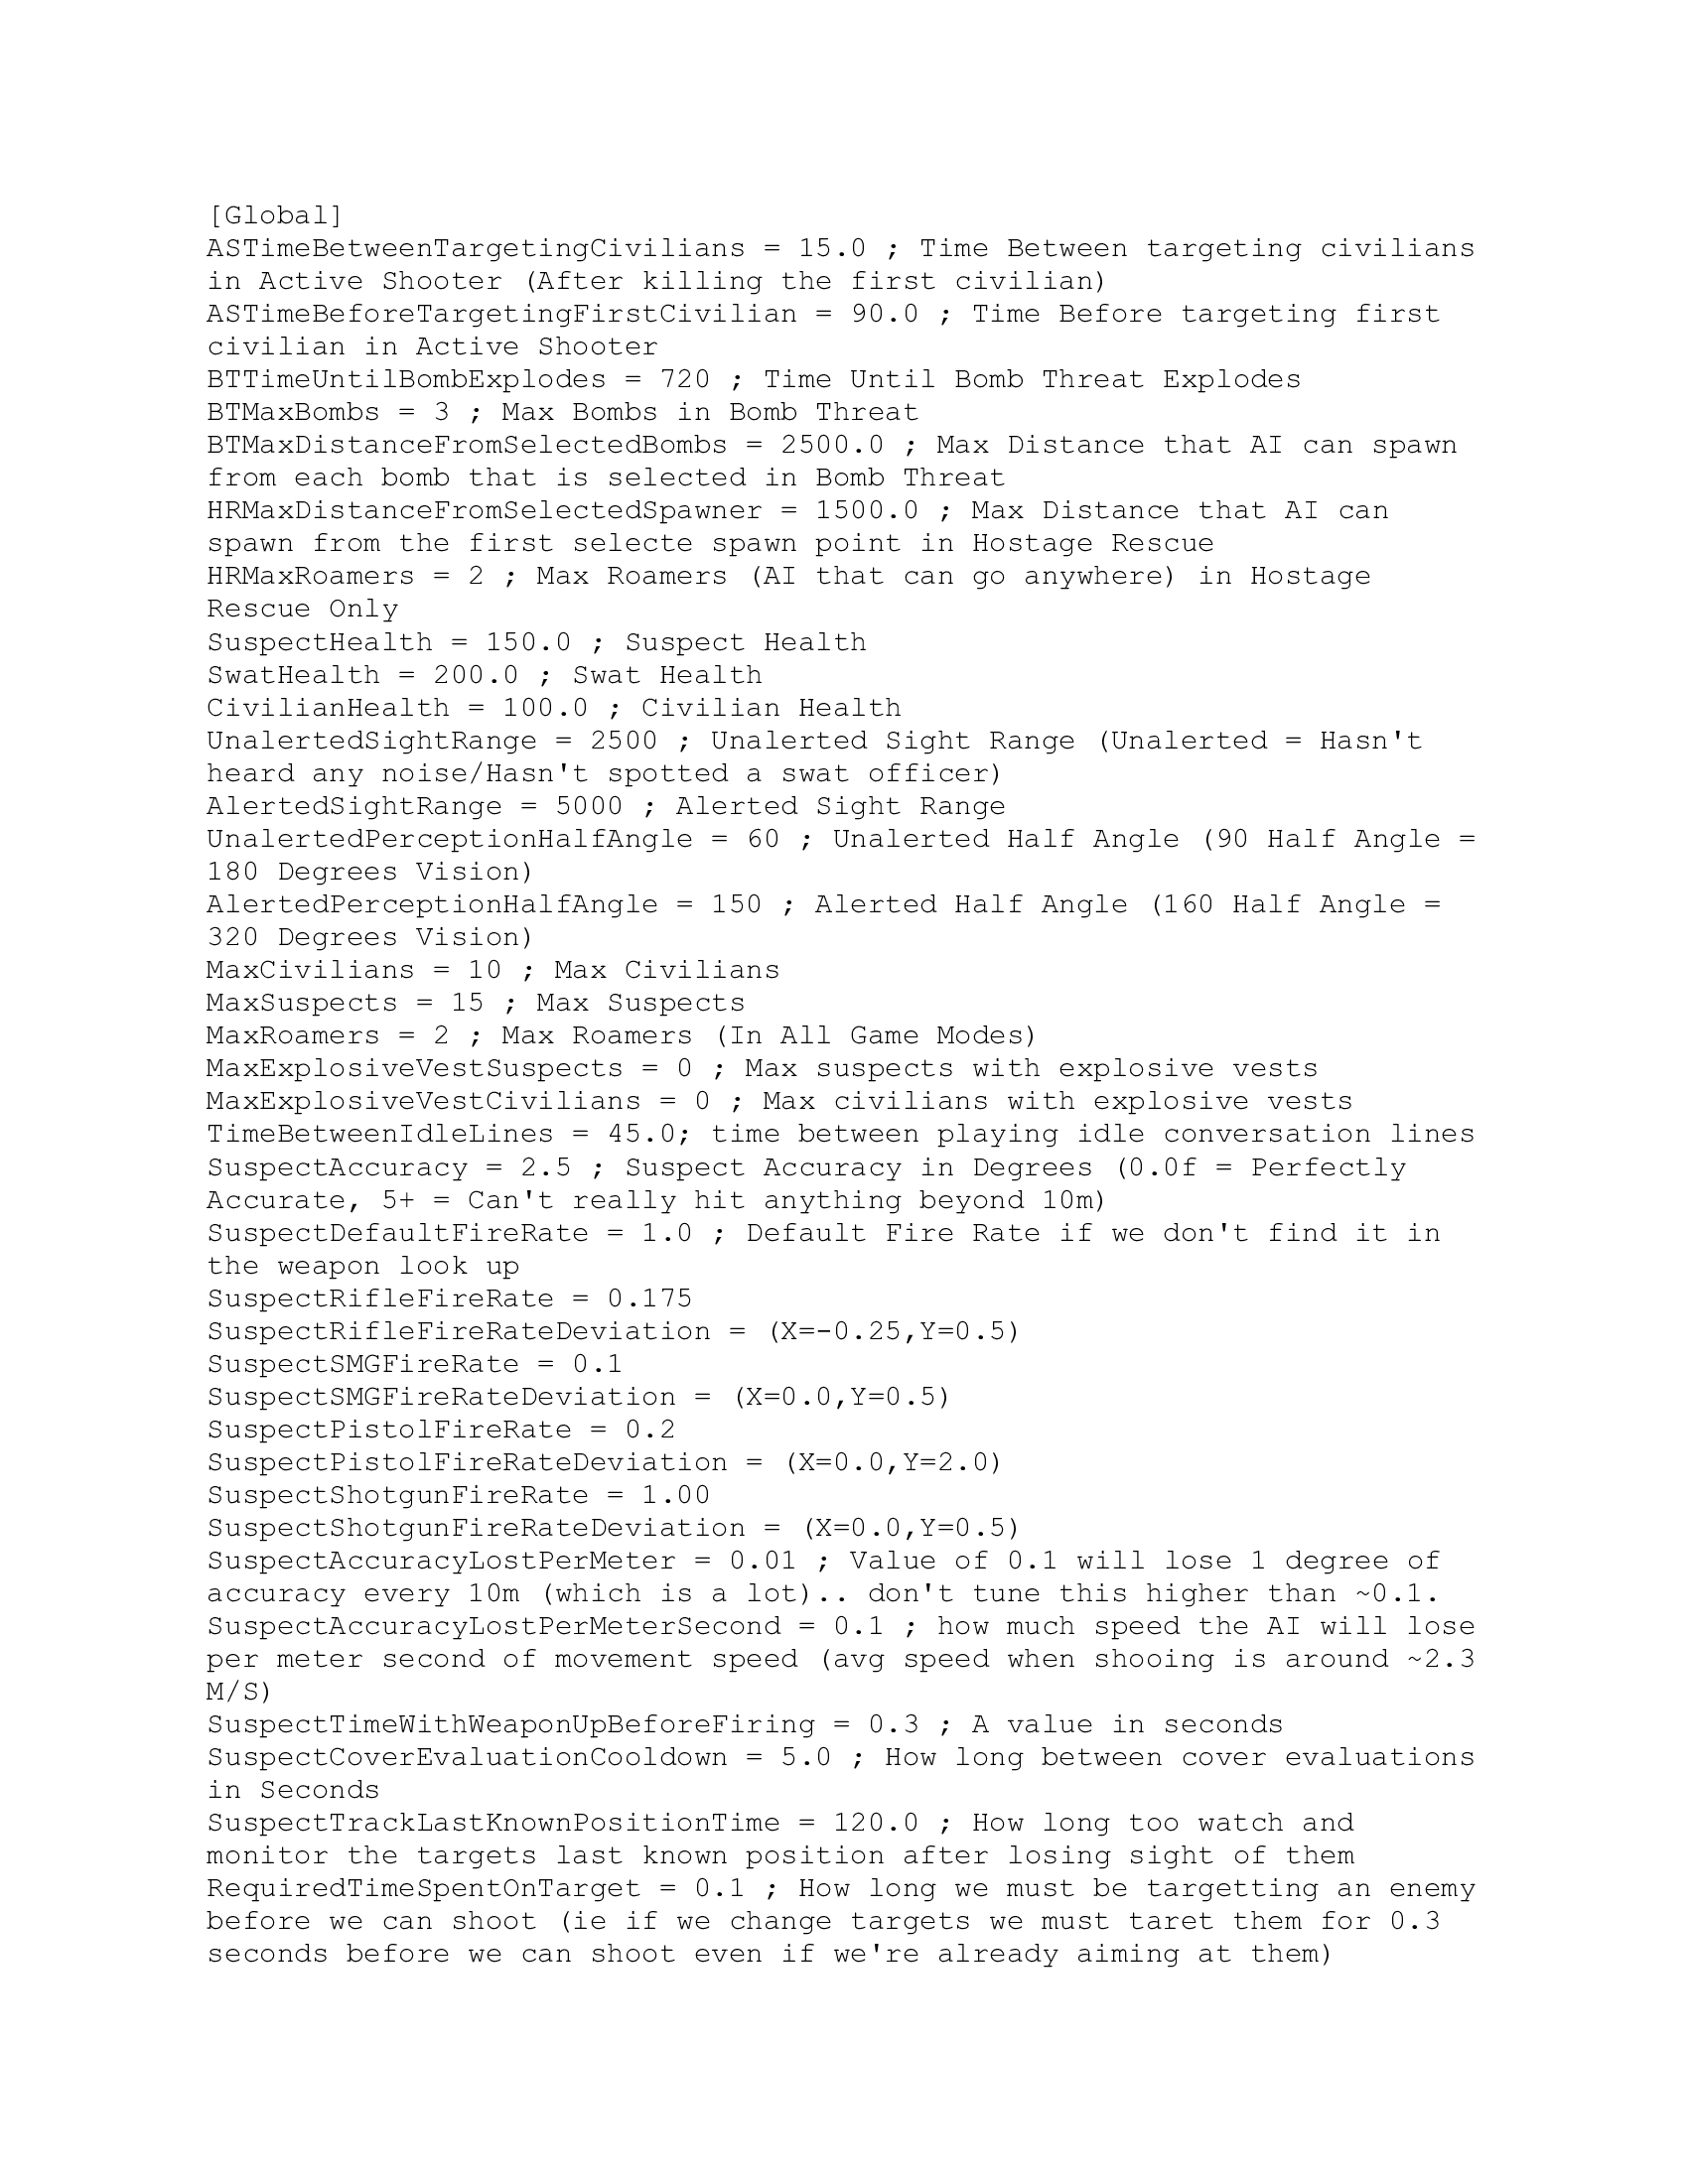 [Global]
ASTimeBetweenTargetingCivilians = 15.0 ; Time Between targeting civilians
in Active Shooter (After killing the first civilian)
ASTimeBeforeTargetingFirstCivilian = 90.0 ; Time Before targeting first
civilian in Active Shooter
BTTimeUntilBombExplodes = 720 ; Time Until Bomb Threat Explodes
BTMaxBombs = 3 ; Max Bombs in Bomb Threat
BTMaxDistanceFromSelectedBombs = 2500.0 ; Max Distance that AI can spawn
from each bomb that is selected in Bomb Threat
HRMaxDistanceFromSelectedSpawner = 1500.0 ; Max Distance that AI can
spawn from the first selecte spawn point in Hostage Rescue
HRMaxRoamers = 2 ; Max Roamers (AI that can go anywhere) in Hostage
Rescue Only
SuspectHealth = 150.0 ; Suspect Health
SwatHealth = 200.0 ; Swat Health
CivilianHealth = 100.0 ; Civilian Health
UnalertedSightRange = 2500 ; Unalerted Sight Range (Unalerted = Hasn't
heard any noise/Hasn't spotted a swat officer)
AlertedSightRange = 5000 ; Alerted Sight Range
UnalertedPerceptionHalfAngle = 60 ; Unalerted Half Angle (90 Half Angle =
180 Degrees Vision)
AlertedPerceptionHalfAngle = 150 ; Alerted Half Angle (160 Half Angle =
320 Degrees Vision)
MaxCivilians = 10 ; Max Civilians
MaxSuspects = 15 ; Max Suspects
MaxRoamers = 2 ; Max Roamers (In All Game Modes)
MaxExplosiveVestSuspects = 0 ; Max suspects with explosive vests
MaxExplosiveVestCivilians = 0 ; Max civilians with explosive vests
TimeBetweenIdleLines = 45.0; time between playing idle conversation lines
SuspectAccuracy = 2.5 ; Suspect Accuracy in Degrees (0.0f = Perfectly
Accurate, 5+ = Can't really hit anything beyond 10m)
SuspectDefaultFireRate = 1.0 ; Default Fire Rate if we don't find it in
the weapon look up
SuspectRifleFireRate = 0.175
SuspectRifleFireRateDeviation = (X=-0.25,Y=0.5)
SuspectSMGFireRate = 0.1
SuspectSMGFireRateDeviation = (X=0.0,Y=0.5)
SuspectPistolFireRate = 0.2
SuspectPistolFireRateDeviation = (X=0.0,Y=2.0)
SuspectShotgunFireRate = 1.00
SuspectShotgunFireRateDeviation = (X=0.0,Y=0.5)
SuspectAccuracyLostPerMeter = 0.01 ; Value of 0.1 will lose 1 degree of
accuracy every 10m (which is a lot).. don't tune this higher than ~0.1.
SuspectAccuracyLostPerMeterSecond = 0.1 ; how much speed the AI will lose
per meter second of movement speed (avg speed when shooing is around ~2.3
M/S)
SuspectTimeWithWeaponUpBeforeFiring = 0.3 ; A value in seconds
SuspectCoverEvaluationCooldown = 5.0 ; How long between cover evaluations
in Seconds
SuspectTrackLastKnownPositionTime = 120.0 ; How long too watch and
monitor the targets last known position after losing sight of them
RequiredTimeSpentOnTarget = 0.1 ; How long we must be targetting an enemy
before we can shoot (ie if we change targets we must taret them for 0.3
seconds before we can shoot even if we're already aiming at them)